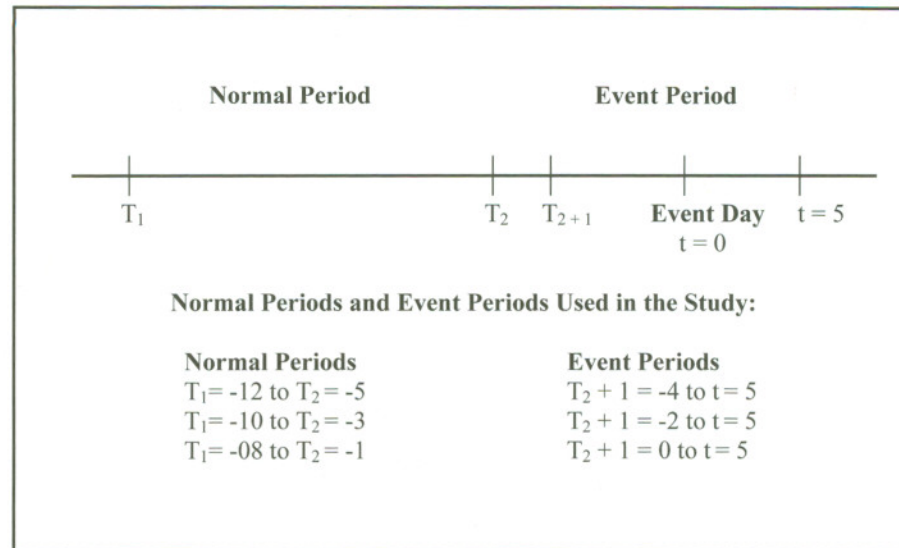 Normal Period Event Period
T₁ T₂ T₂ + ₁ Event Day t = 5
t = 0
Normal Periods and Event Periods Used in the Study:
Normal Periods Event Periods
T₁= -12 to T₂ = -5 T₂ + 1 = -4 to t = 5
T₁= -10 to T₂ = -3 T₂ + 1 = -2 to t = 5
T₁= -08 to T₂ = -1 T₂ + 1 = 0 to t = 5